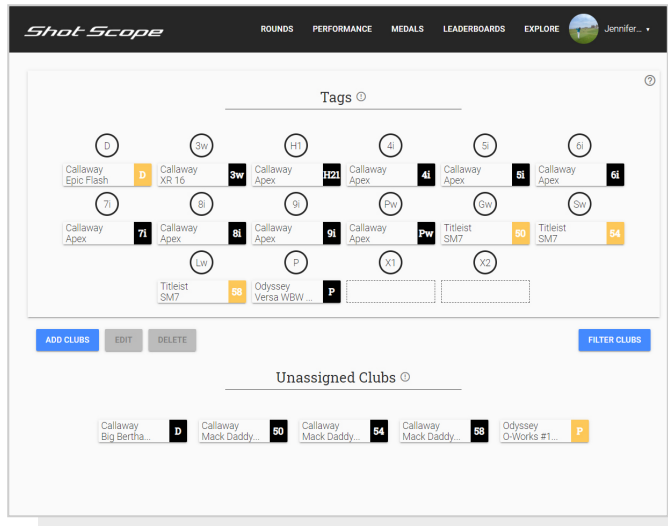 Shot Scope ROUNDS PERFORMANCE MEDALS LEADERBOARDS EXPLORE Jennifer...
Tags
D 3w H1 4i 5i 6i
Callaway
Epic Flash
D
Callaway
XR 16
3w
Callaway
Apex
H21
Callaway
Apex
4i
Callaway
Apex
5i
Callaway
Apex
6i
7i 8i 9i Pw Gw Sw
Callaway
Apex
7i
Callaway
Apex
8i
Callaway
Apex
9i
Callaway
Apex
Pw
Titleist
SM7
50
Titleist
SM7
54
Lw P X1 X2
Titleist
SM7
58
Odyssey
Versa WBW ...
P
ADD CLUBS EDIT DELETE FILTER CLUBS
Unassigned Clubs
Callaway
Big Bertha...
D
Callaway
Mack Daddy...
50
Callaway
Mack Daddy...
54
Callaway
Mack Daddy...
58
Odyssey
O-Works #1...
P